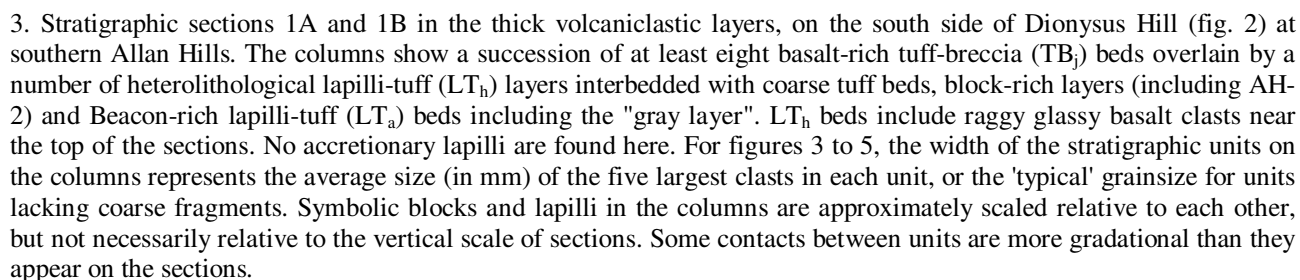 3. Stratigraphic sections 1A and 1B in the thick volcaniclastic layers, on the south side of Dionysus Hill (fig. 2) at
southern Allan Hills. The columns show a succession of at least eight basalt-rich tuff-breccia (TBj) beds overlain by a
number of heterolithological lapilli-tuff (LTh) layers interbedded with coarse tuff beds, block-rich layers (including AH-
2) and Beacon-rich lapilli-tuff (LTa) beds including the "gray layer". LTh beds include raggy glassy basalt clasts near
the top of the sections. No accretionary lapilli are found here. For figures 3 to 5, the width of the stratigraphic units on
the columns represents the average size (in mm) of the five largest clasts in each unit, or the 'typical' grainsize for units
lacking coarse fragments. Symbolic blocks and lapilli in the columns are approximately scaled relative to each other,
but not necessarily relative to the vertical scale of sections. Some contacts between units are more gradational than they
appear on the sections.